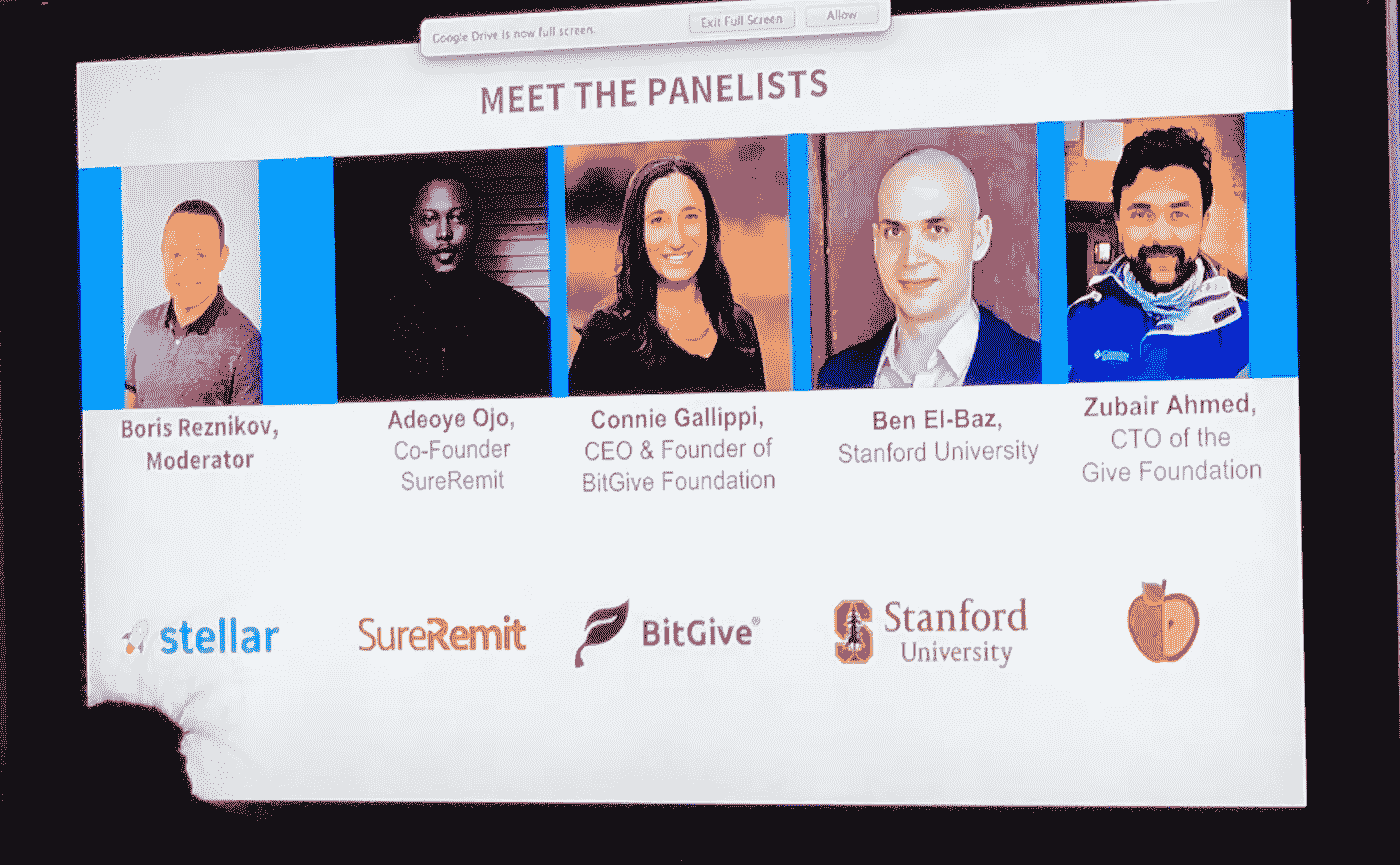 Google Drive is now full screen.
Exit Full Screen
Allow
MEET THE PANELISTS
Boris Reznikov,
Moderator
Adeoye Ojo,
Co-Founder
SureRemit
Connie Gallippi,
CEO & Founder of
BitGive Foundation
Ben El-Baz,
Stanford University
Zubair Ahmed,
CTO of the
Give Foundation
stellar
SureRemit
BitGive®
S Stanford
University